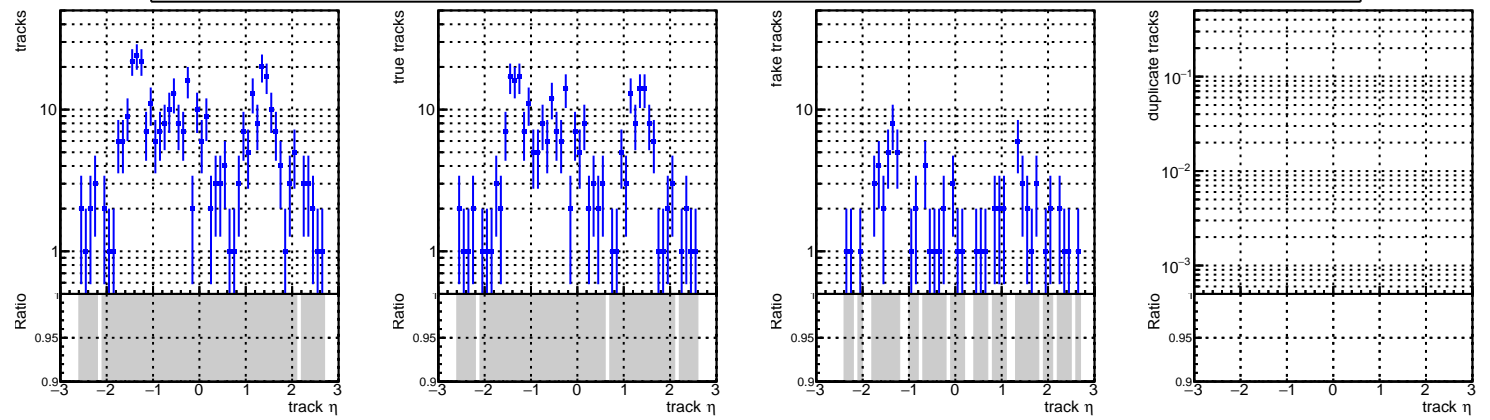 tracks
10
1
Ratio
1
0.95
0.9
−3 −2 −1 0 1 2 3
track η
true tracks
10
1
Ratio
1
0.95
0.9
−3 −2 −1 0 1 2 3
track η
fake tracks
10
1
Ratio
1
0.95
0.9
−3 −2 −1 0 1 2 3
track η
duplicate tracks
10⁻¹
10⁻²
10⁻³
Ratio
1
0.95
0.9
−3 −2 −1 0 1 2 3
track η